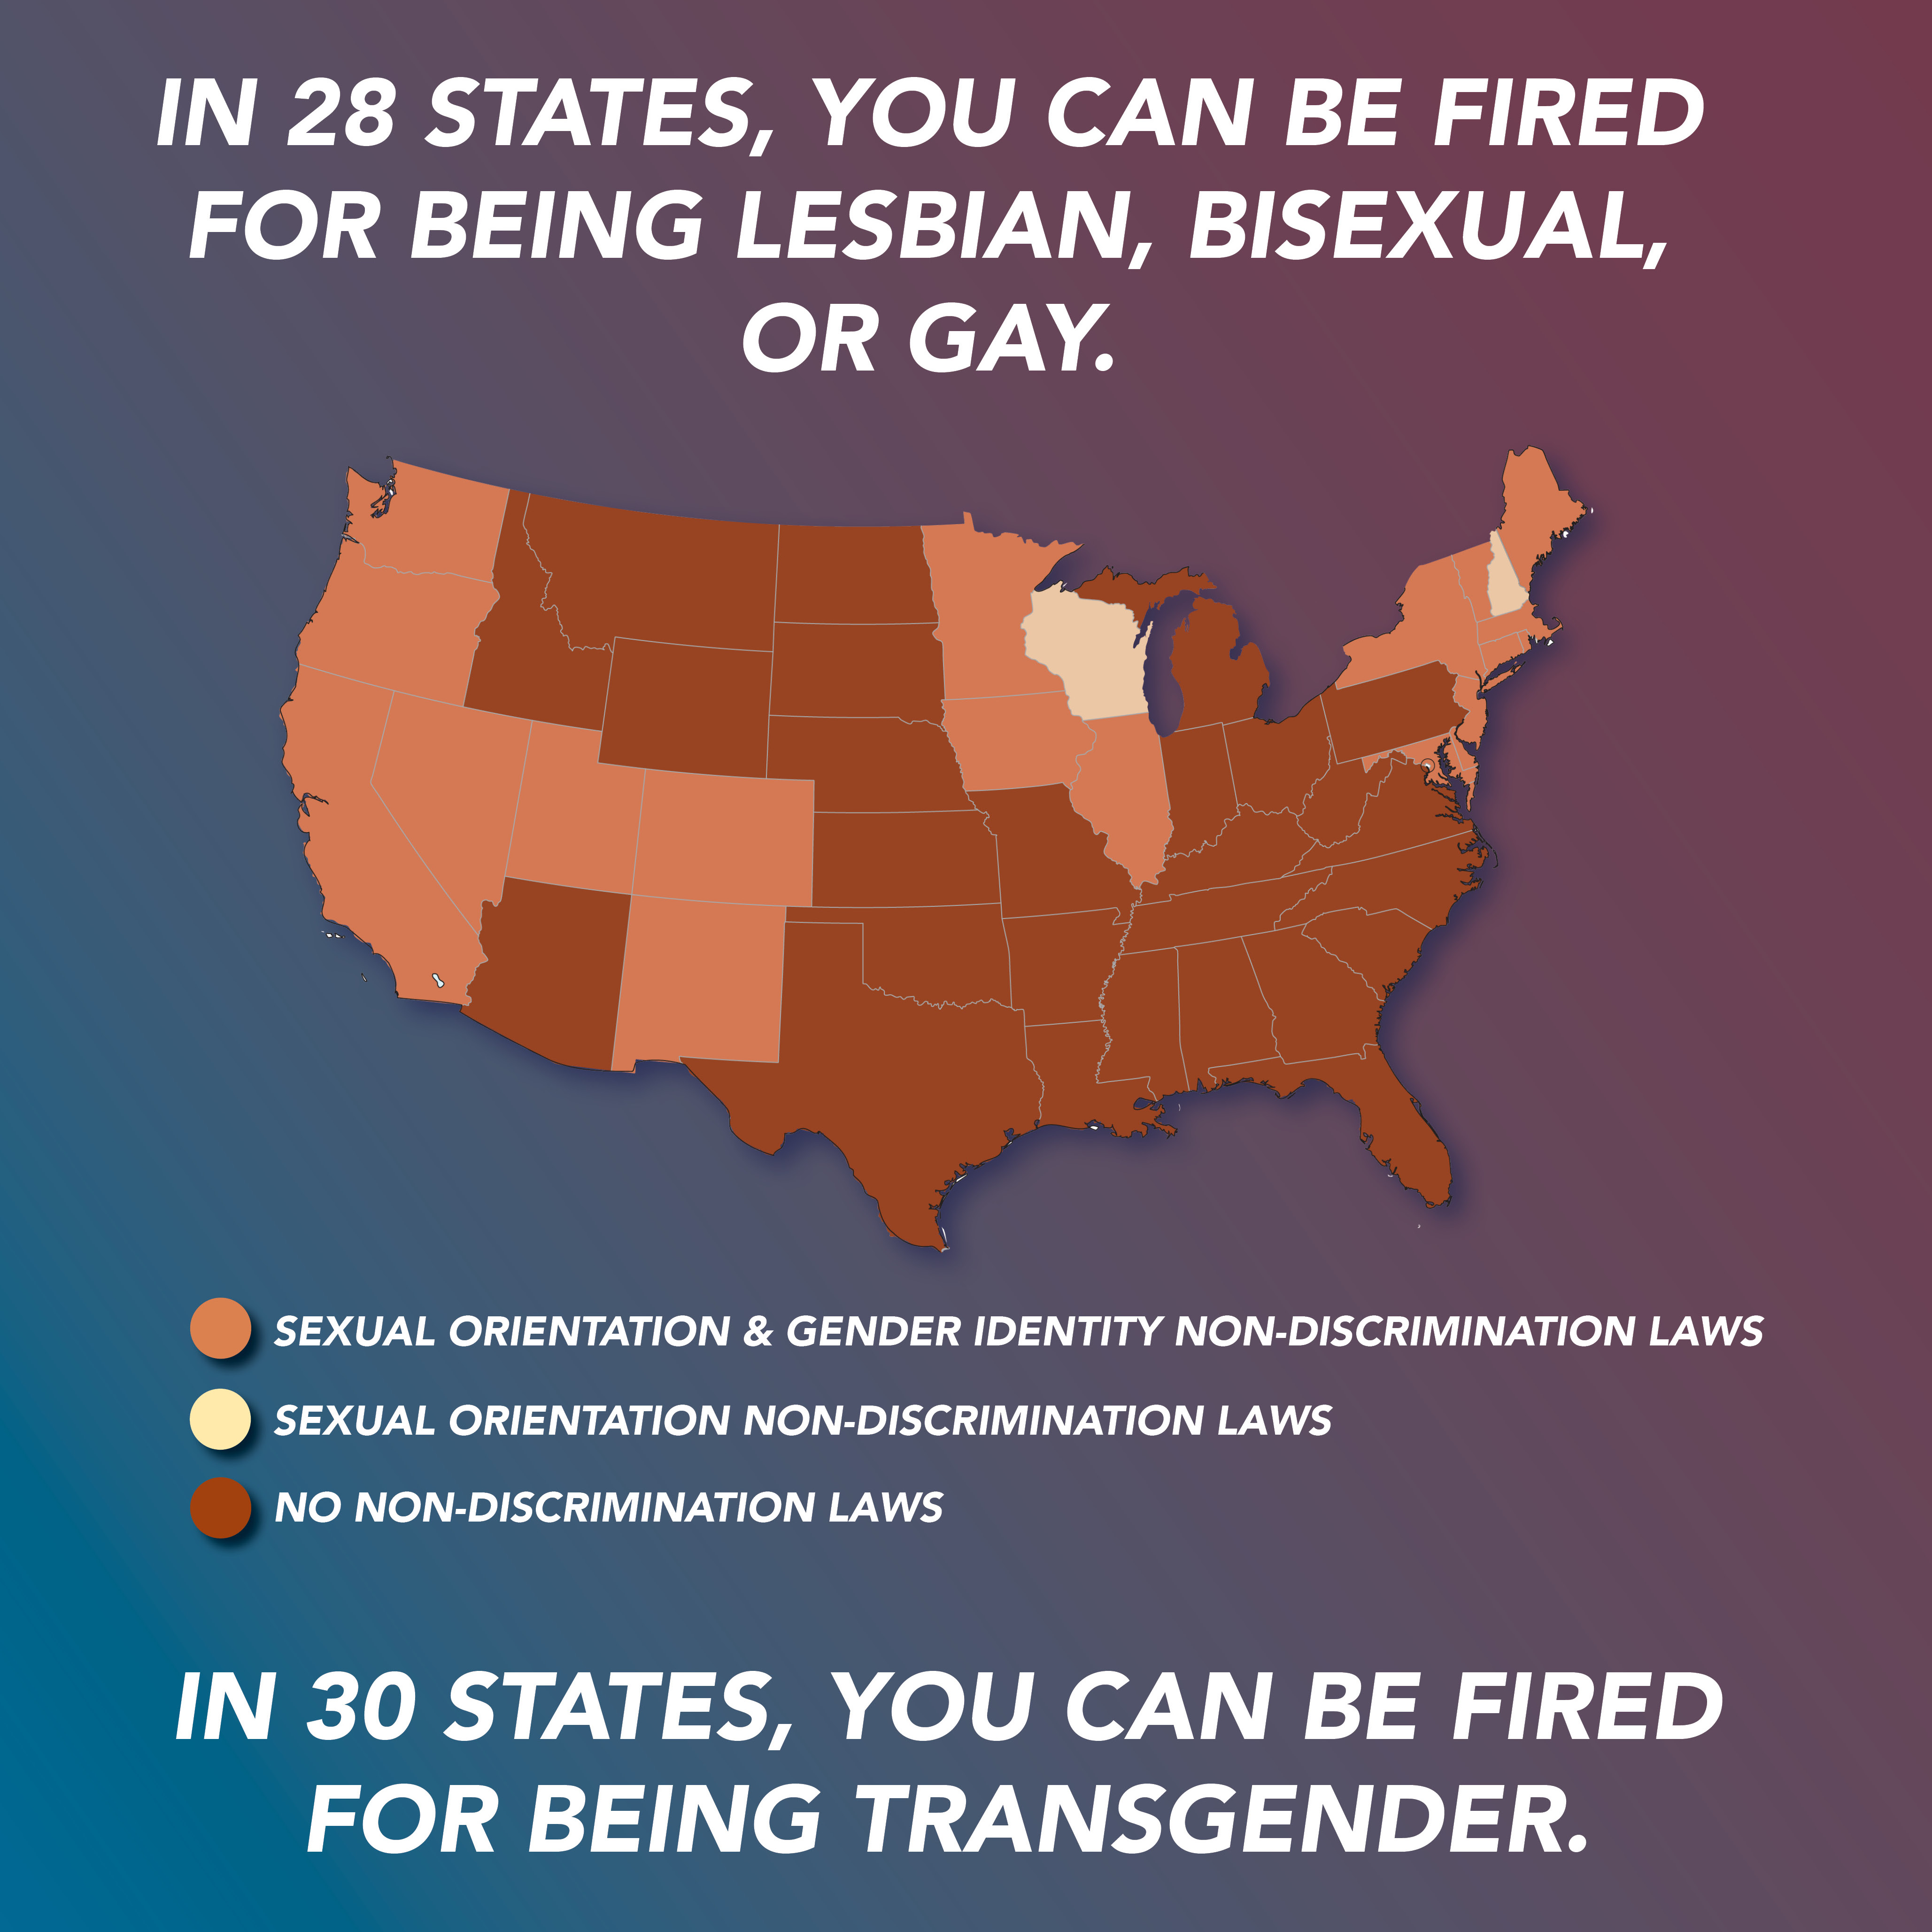 IN 28 STATES, YOU CAN BE FIRED
FOR BEING LESBIAN, BISEXUAL,
OR GAY.
SEXUAL ORIENTATION & GENDER IDENTITY NON-DISCRIMINATION LAWS
SEXUAL ORIENTATION NON-DISCRIMINATION LAWS
NO NON-DISCRIMINATION LAWS
IN 30 STATES, YOU CAN BE FIRED
FOR BEING TRANSGENDER.